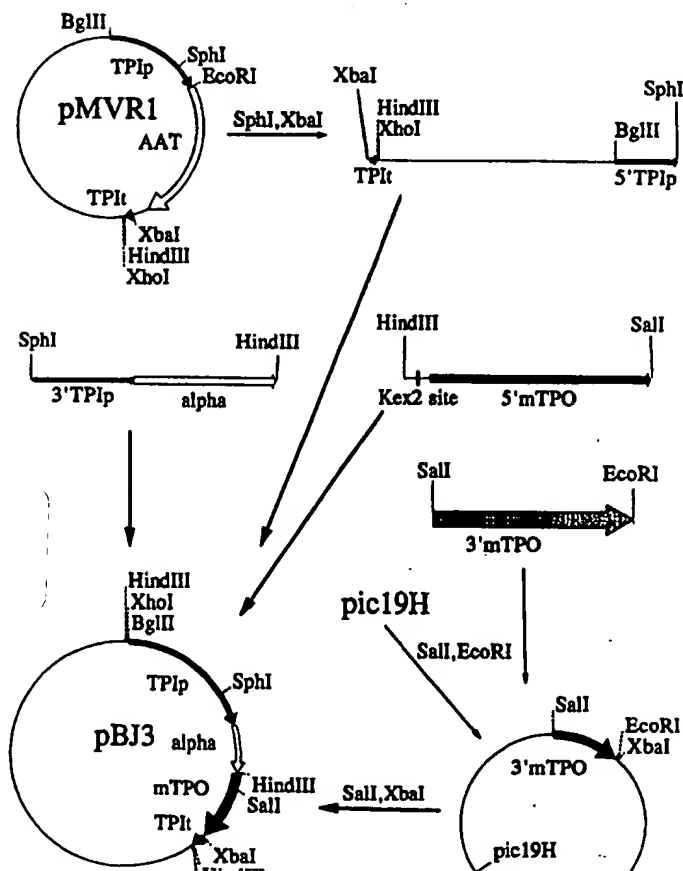 BglII
SphI
TPIp
EcoRI
pMVR1
AAT
SphI,XbaI
TPIt
XbaI
HindIII
XhoI
XbaI
HindIII
XhoI
SphI
BglII
TPIt
5'TPIp
SphI
HindIII
3'TPIp
alpha
HindIII
SalI
Kex2 site
5'mTPO
SalI
EcoRI
3'mTPO
pic19H
SalI,EcoRI
HindIII
XhoI
BglII
TPIp
SphI
pBJ3
alpha
mTPO
HindIII
SalI
TPIt
XbaI
SalI,XbaI
SalI
EcoRI
XbaI
3'mTPO
pic19H